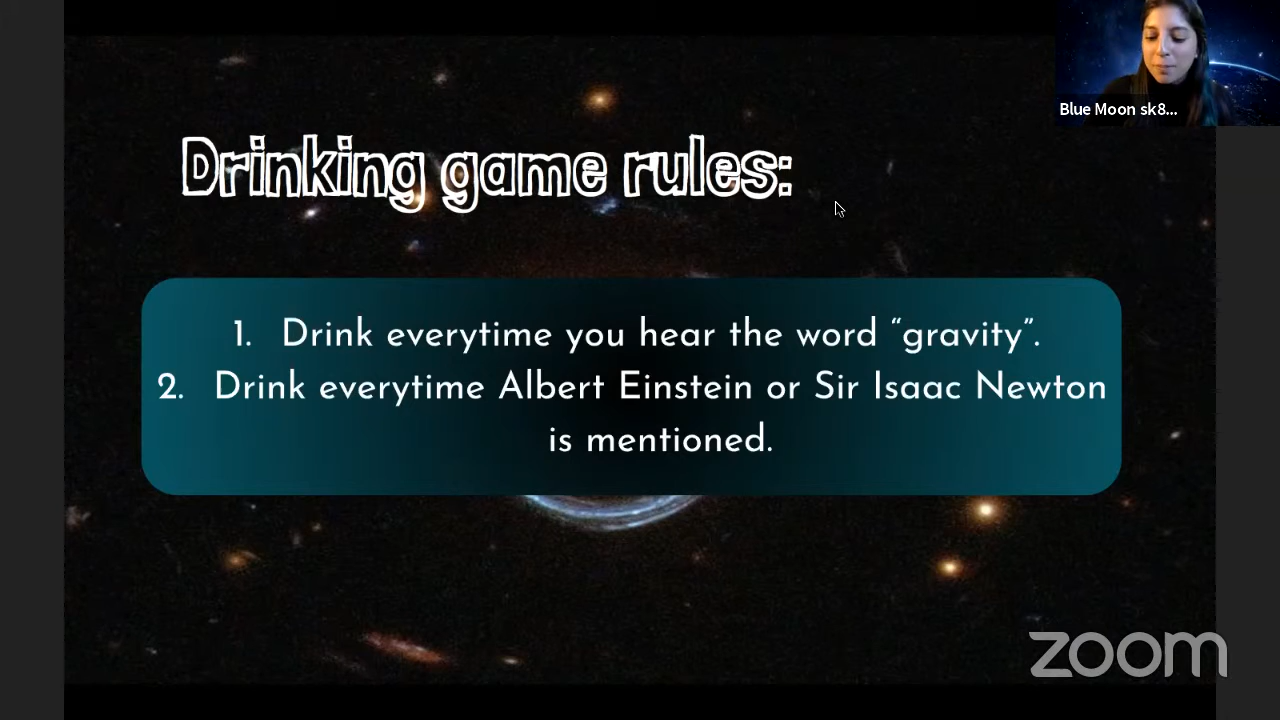 Blue Moon sk8...
Drinking game rules:
1. Drink everytime you hear the word “gravity”.
2. Drink everytime Albert Einstein or Sir Isaac Newton
is mentioned.
zoom